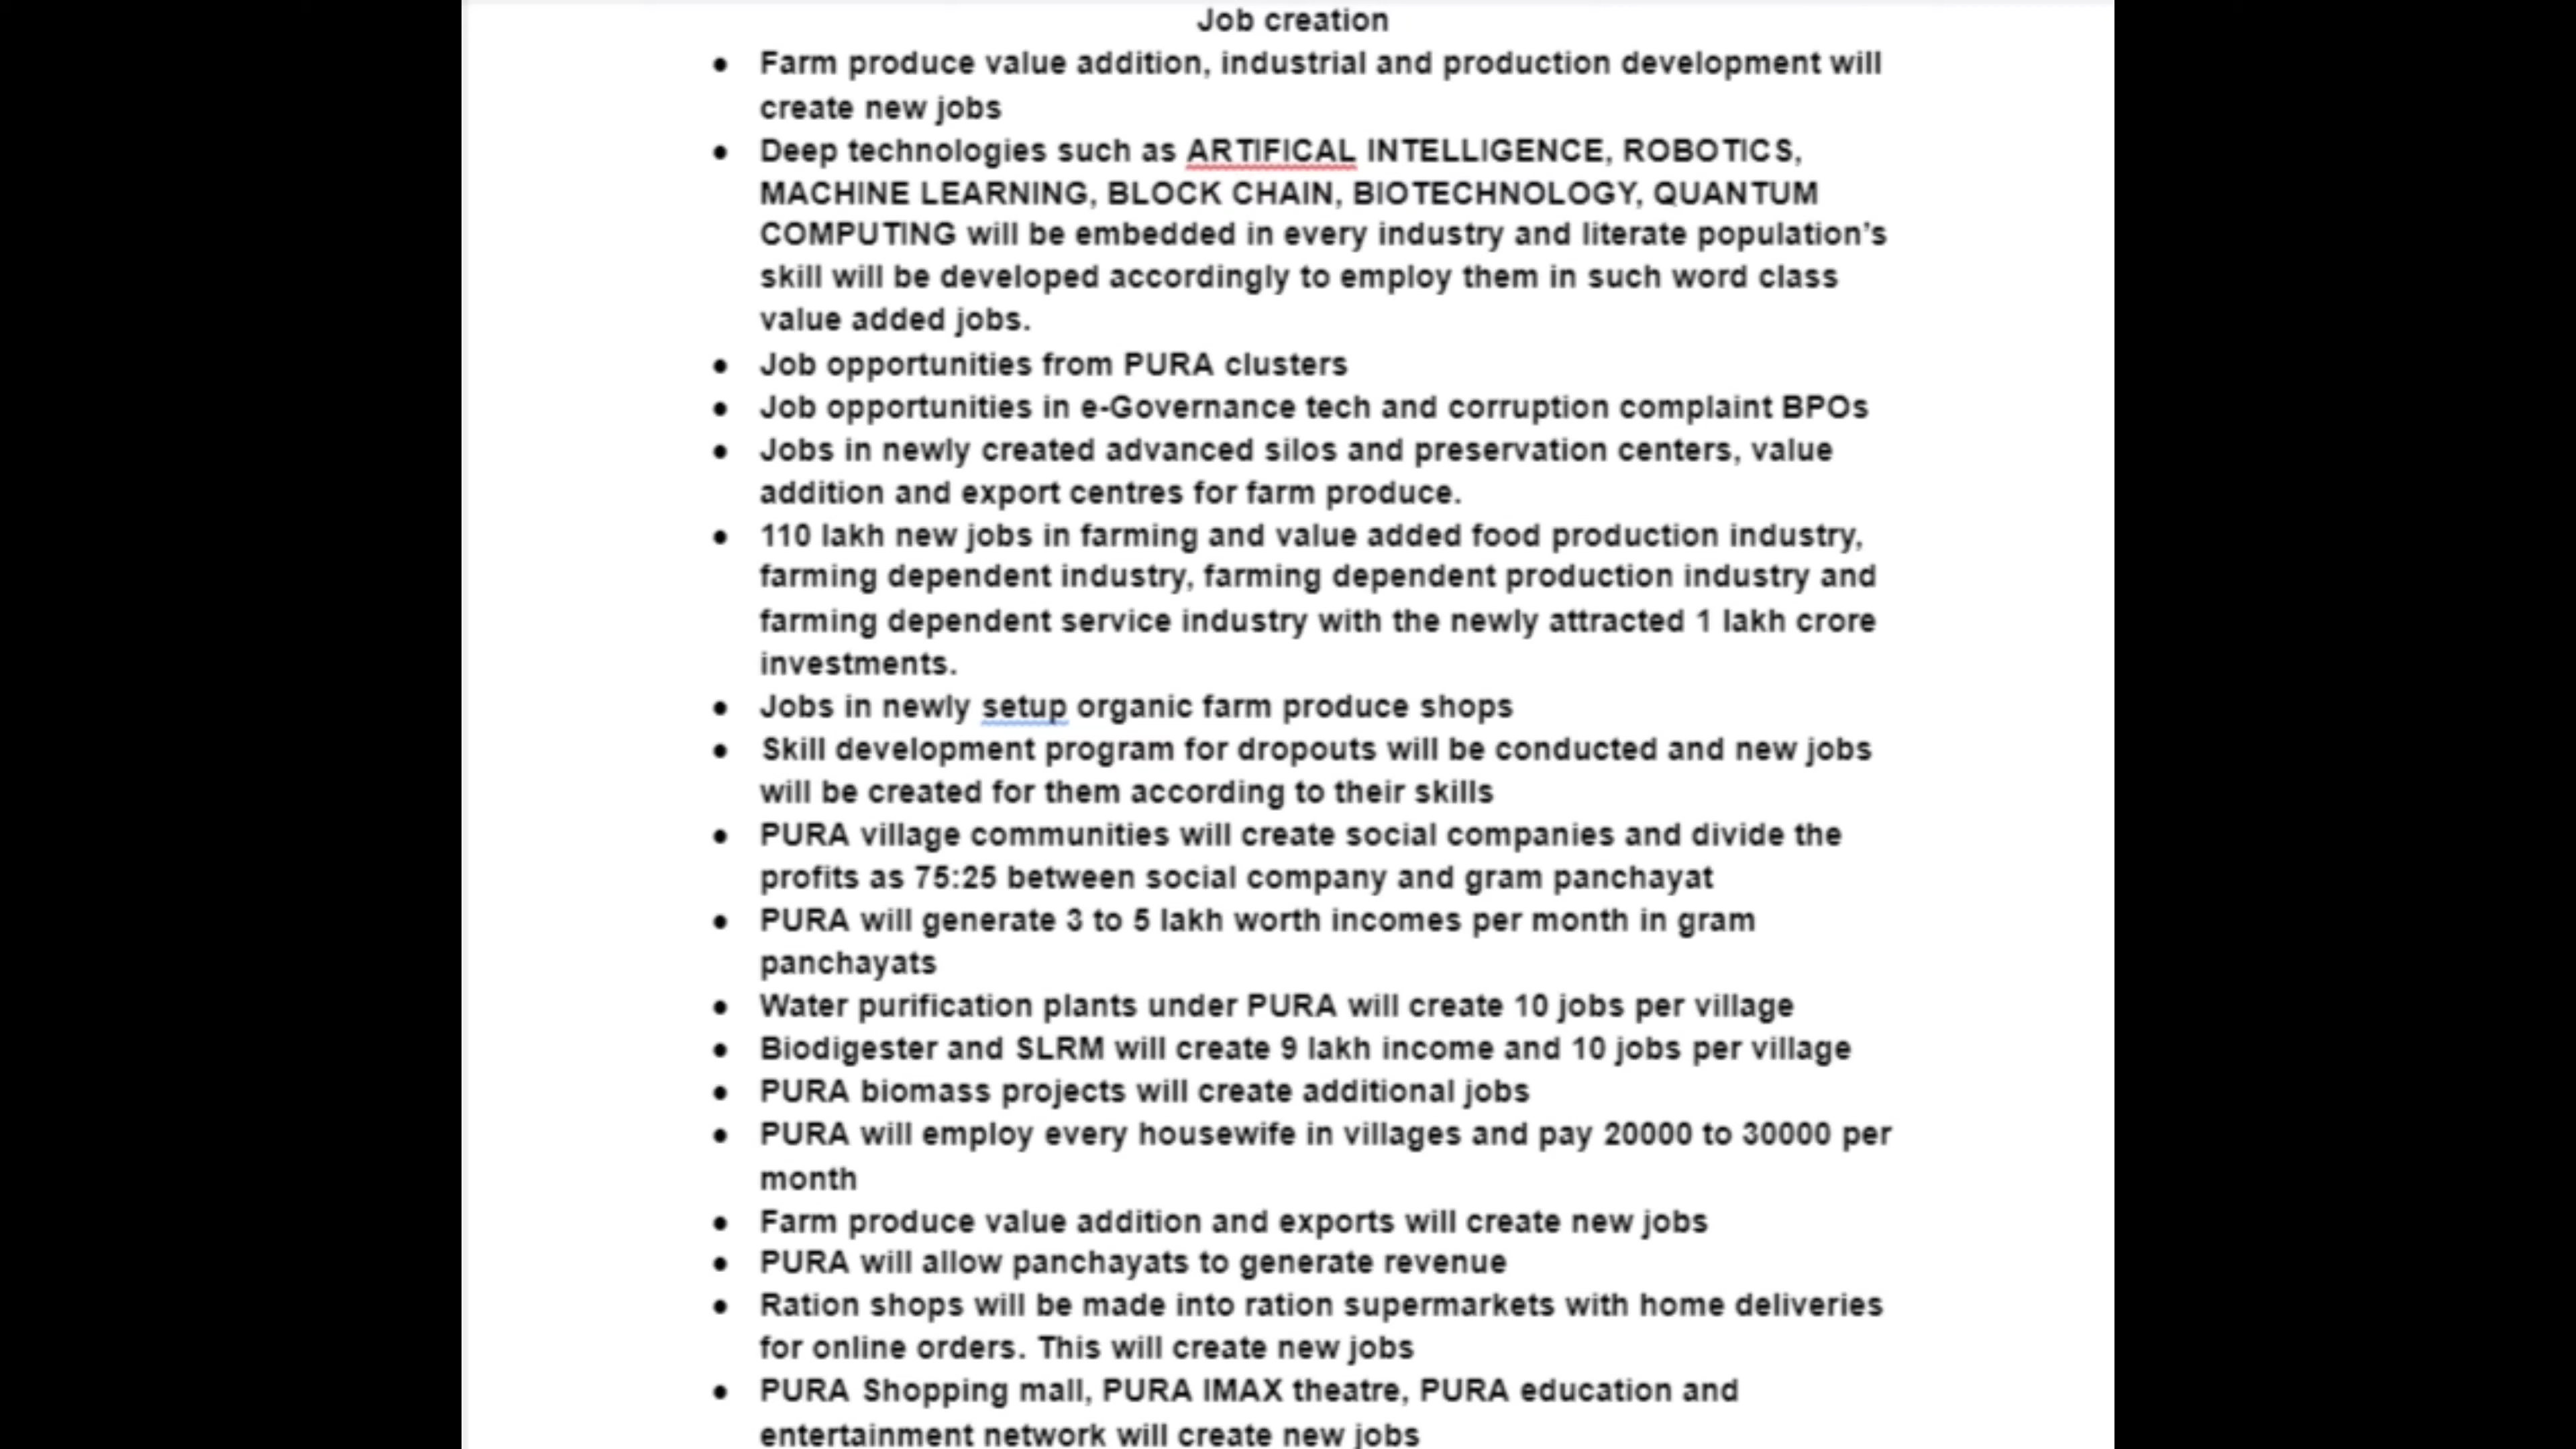 Job creation
● Farm produce value addition, industrial and production development will
create new jobs
● Deep technologies such as ARTIFICAL INTELLIGENCE, ROBOTICS,
MACHINE LEARNING, BLOCK CHAIN, BIOTECHNOLOGY, QUANTUM
COMPUTING will be embedded in every industry and literate population’s
skill will be developed accordingly to employ them in such word class
value added jobs.
● Job opportunities from PURA clusters
● Job opportunities in e-Governance tech and corruption complaint BPOs
● Jobs in newly created advanced silos and preservation centers, value
addition and export centres for farm produce.
● 110 lakh new jobs in farming and value added food production industry,
farming dependent industry, farming dependent production industry and
farming dependent service industry with the newly attracted 1 lakh crore
investments.
● Jobs in newly setup organic farm produce shops
● Skill development program for dropouts will be conducted and new jobs
will be created for them according to their skills
● PURA village communities will create social companies and divide the
profits as 75:25 between social company and gram panchayat
● PURA will generate 3 to 5 lakh worth incomes per month in gram
panchayats
● Water purification plants under PURA will create 10 jobs per village
● Biodigester and SLRM will create 9 lakh income and 10 jobs per village
● PURA biomass projects will create additional jobs
● PURA will employ every housewife in villages and pay 20000 to 30000 per
month
● Farm produce value addition and exports will create new jobs
● PURA will allow panchayats to generate revenue
● Ration shops will be made into ration supermarkets with home deliveries
for online orders. This will create new jobs
● PURA Shopping mall, PURA IMAX theatre, PURA education and
entertainment network will create new jobs